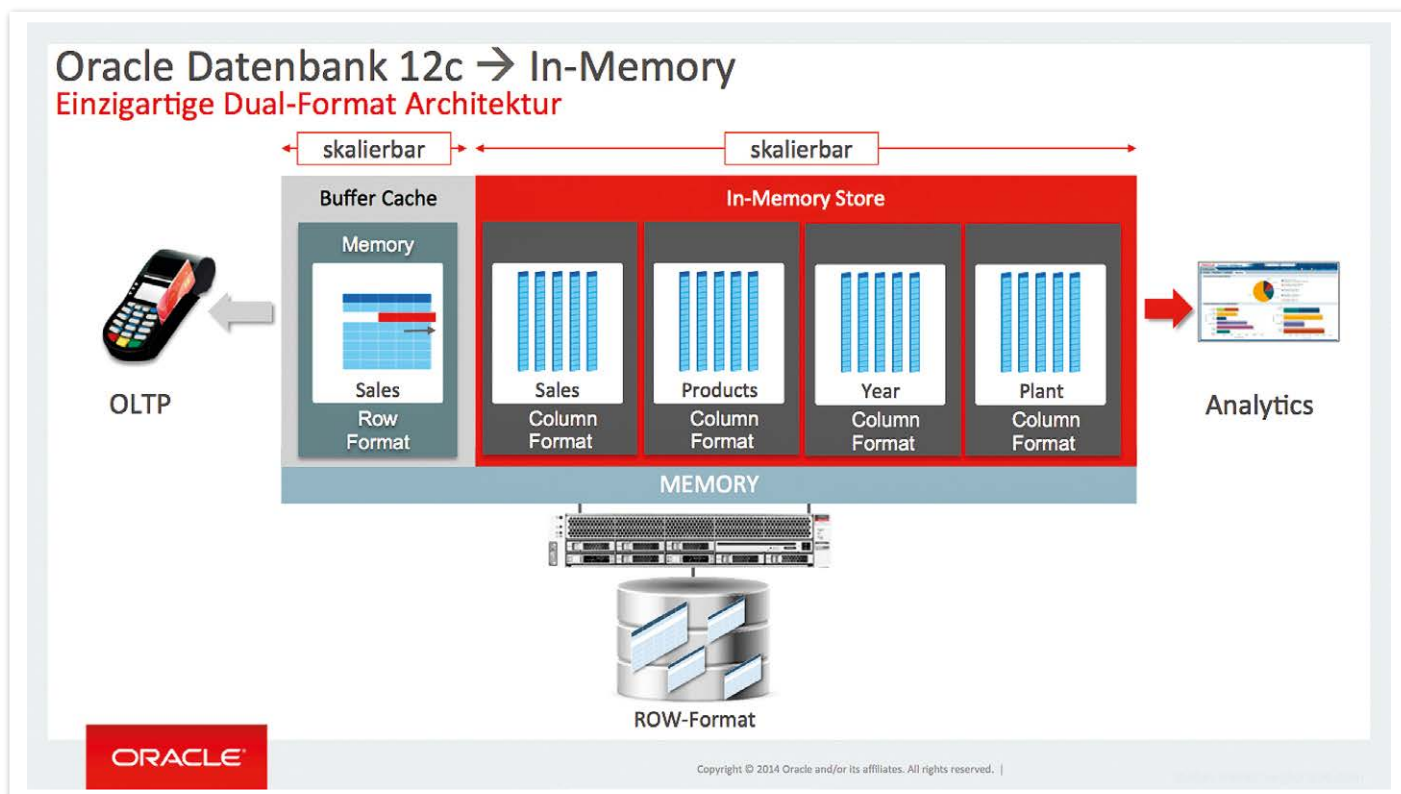 Oracle Datenbank 12c → In-Memory
Einzigartige Dual-Format Architektur
skalierbar
skalierbar
Buffer Cache
In-Memory Store
Memory
Sales
Row
Format
Sales
Column
Format
Products
Column
Format
Year
Column
Format
Plant
Column
Format
OLTP
Analytics
MEMORY
ROW-Format
ORACLE
Copyright © 2014 Oracle and/or its affiliates. All rights reserved. |